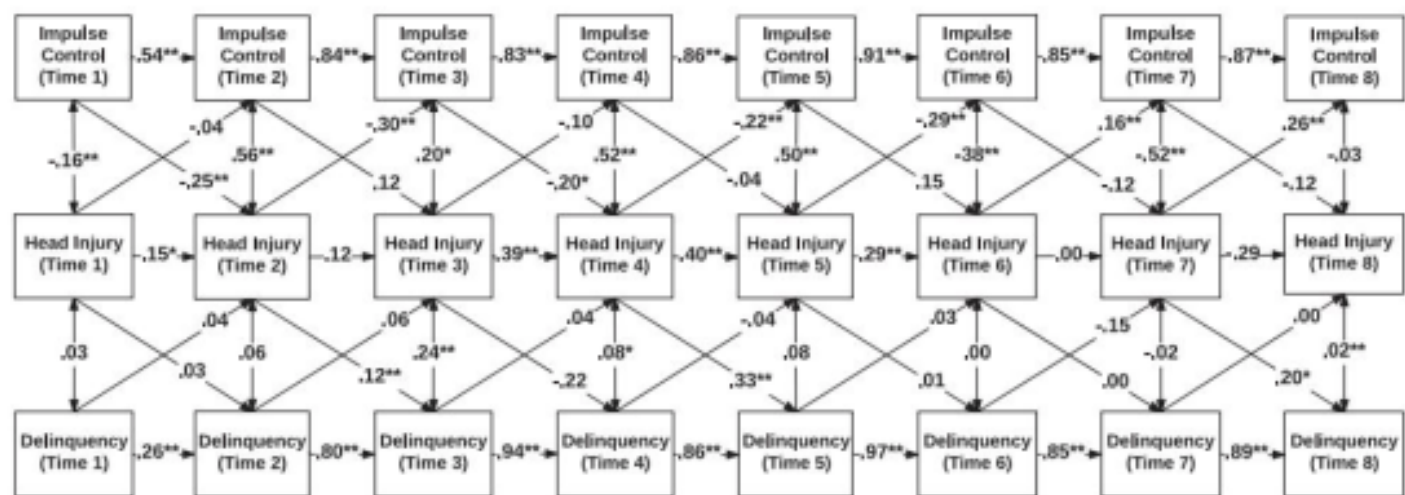 Impulse Control (Time 1)
.54**
Impulse Control (Time 2)
.84**
Impulse Control (Time 3)
.83**
Impulse Control (Time 4)
.86**
Impulse Control (Time 5)
.91**
Impulse Control (Time 6)
.85**
Impulse Control (Time 7)
.87**
Impulse Control (Time 8)
-.04
-.30**
-.10
-.22**
-.29**
.16**
.26**
-.16**
.56**
.20*
.52**
.50**
-38**
-.52**
-.03
-.25**
.12
-.20*
-.04
.15
-.12
-.12
Head Injury (Time 1)
.15*
Head Injury (Time 2)
.12
Head Injury (Time 3)
.39**
Head Injury (Time 4)
.40**
Head Injury (Time 5)
.29**
Head Injury (Time 6)
.00
Head Injury (Time 7)
-.29
Head Injury (Time 8)
.04
.06
.04
-.04
.03
-.15
.00
.03
.06
.24**
.08*
.08
.00
-.02
.02**
.03
.12**
-.22
.33**
.01
.00
.20*
Delinquency (Time 1)
.26**
Delinquency (Time 2)
.80**
Delinquency (Time 3)
.94**
Delinquency (Time 4)
.86**
Delinquency (Time 5)
.97**
Delinquency (Time 6)
.85**
Delinquency (Time 7)
.89**
Delinquency (Time 8)